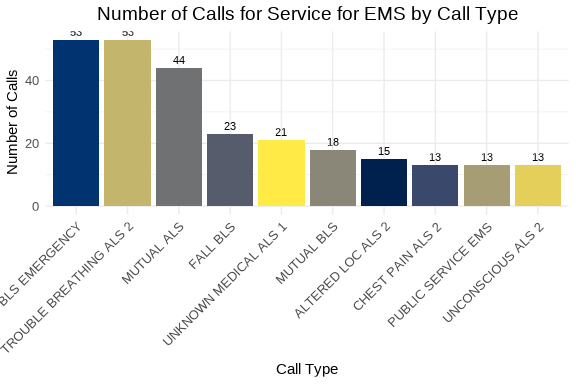 Number of Calls for Service for EMS by Call Type
53
53
44
23
21
18
15
13
13
13
40
20
0
Number of Calls
BLS EMERGENCY
TROUBLE BREATHING ALS 2
MUTUAL ALS
FALL BLS
UNKNOWN MEDICAL ALS 1
MUTUAL BLS
ALTERED LOC ALS 2
CHEST PAIN ALS 2
PUBLIC SERVICE EMS
UNCONSCIOUS ALS 2
Call Type